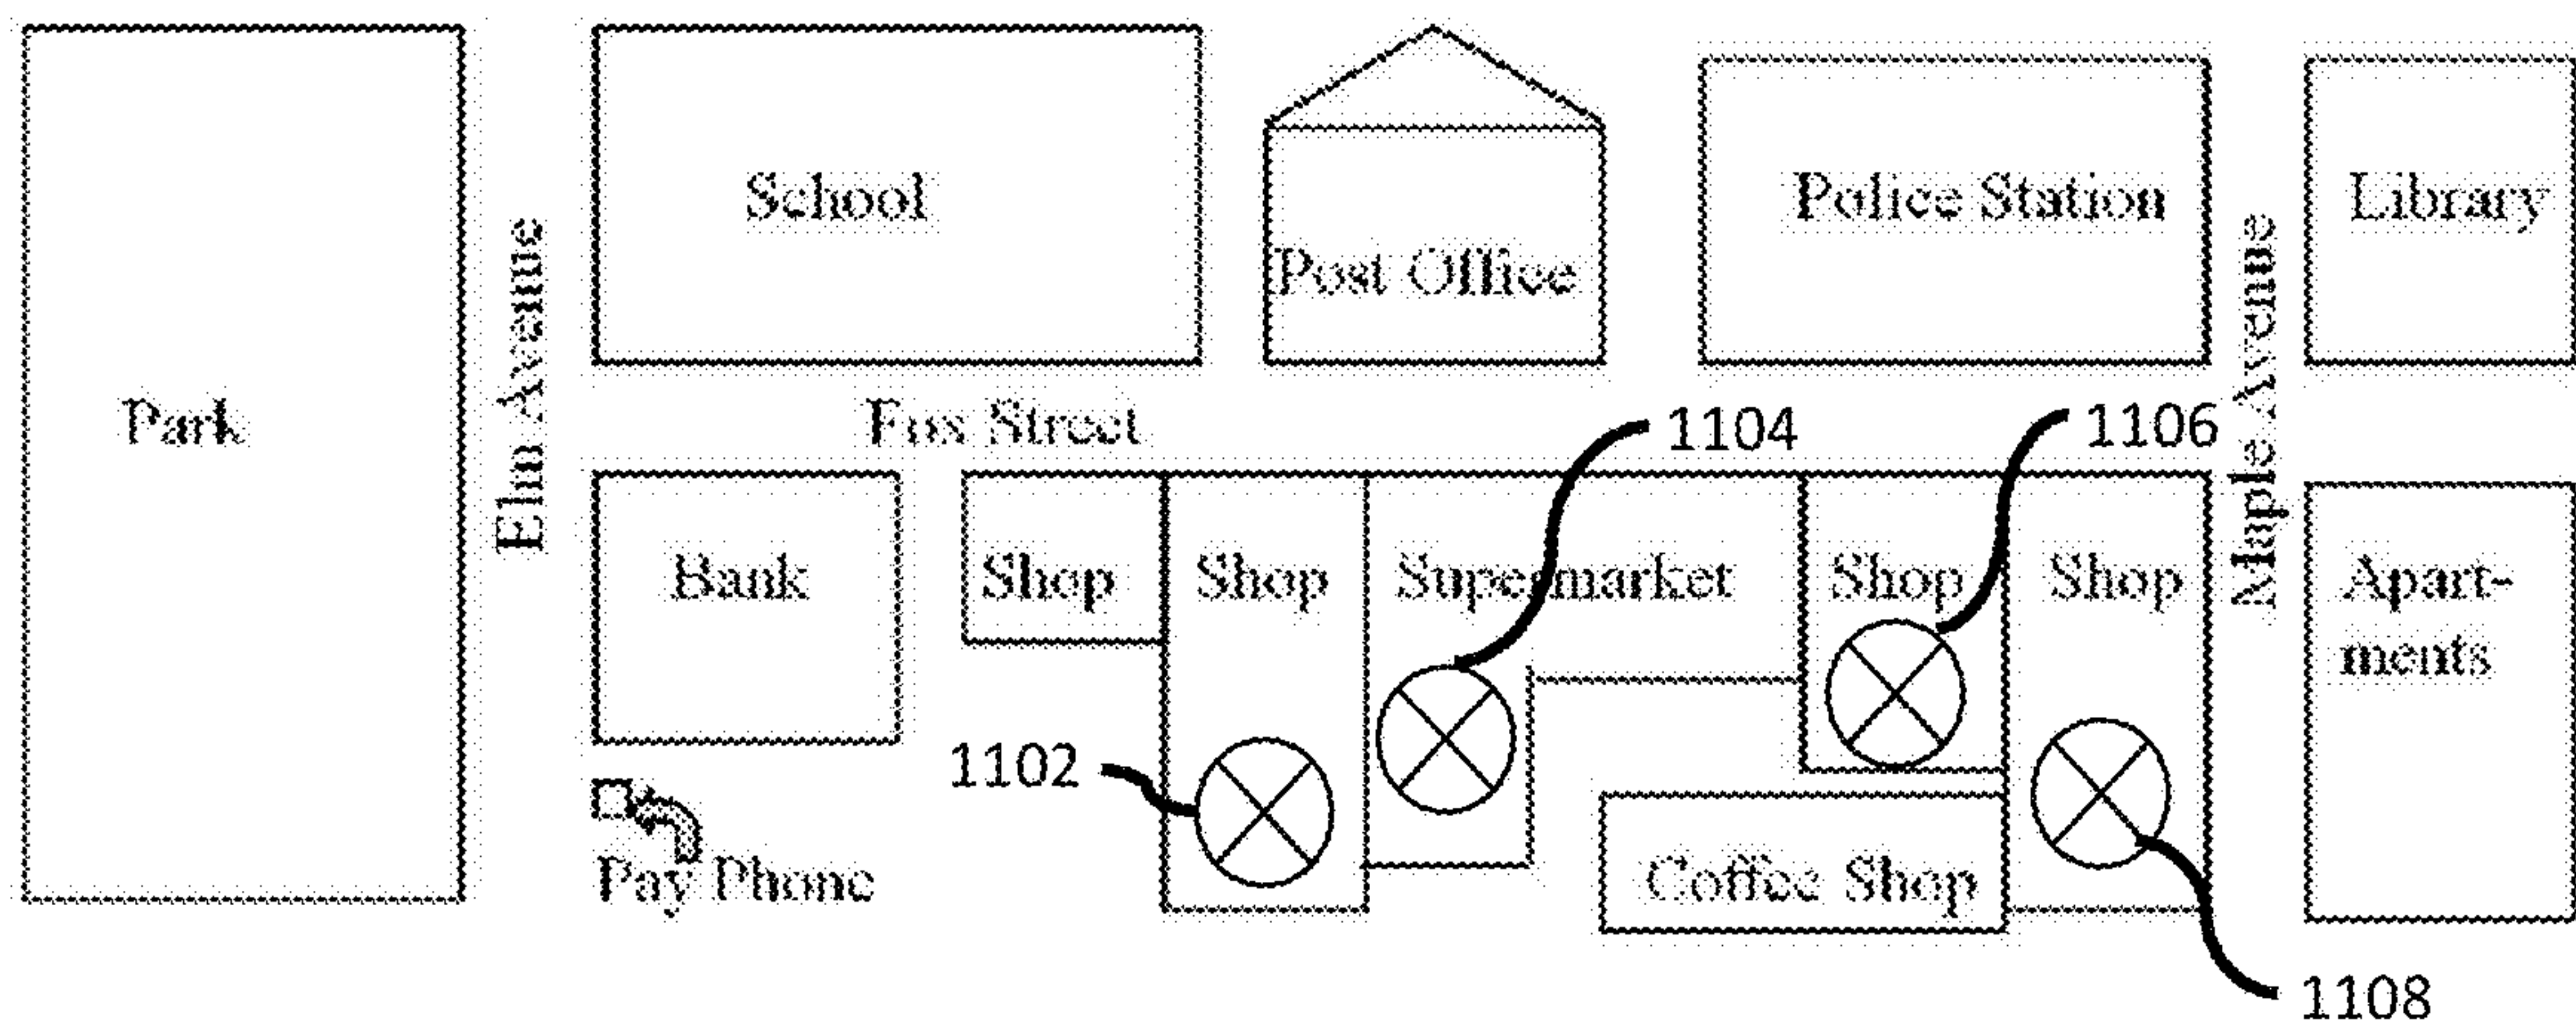 School
Police Station
Library
Post Office
Elm Avenue
Maple Avenue
Park
Fox Street
1104
1106
Bank
Shop
Shop
Supermarket
Shop
Shop
Apart-
ments
1102
Pay Phone
Coffee Shop
1108